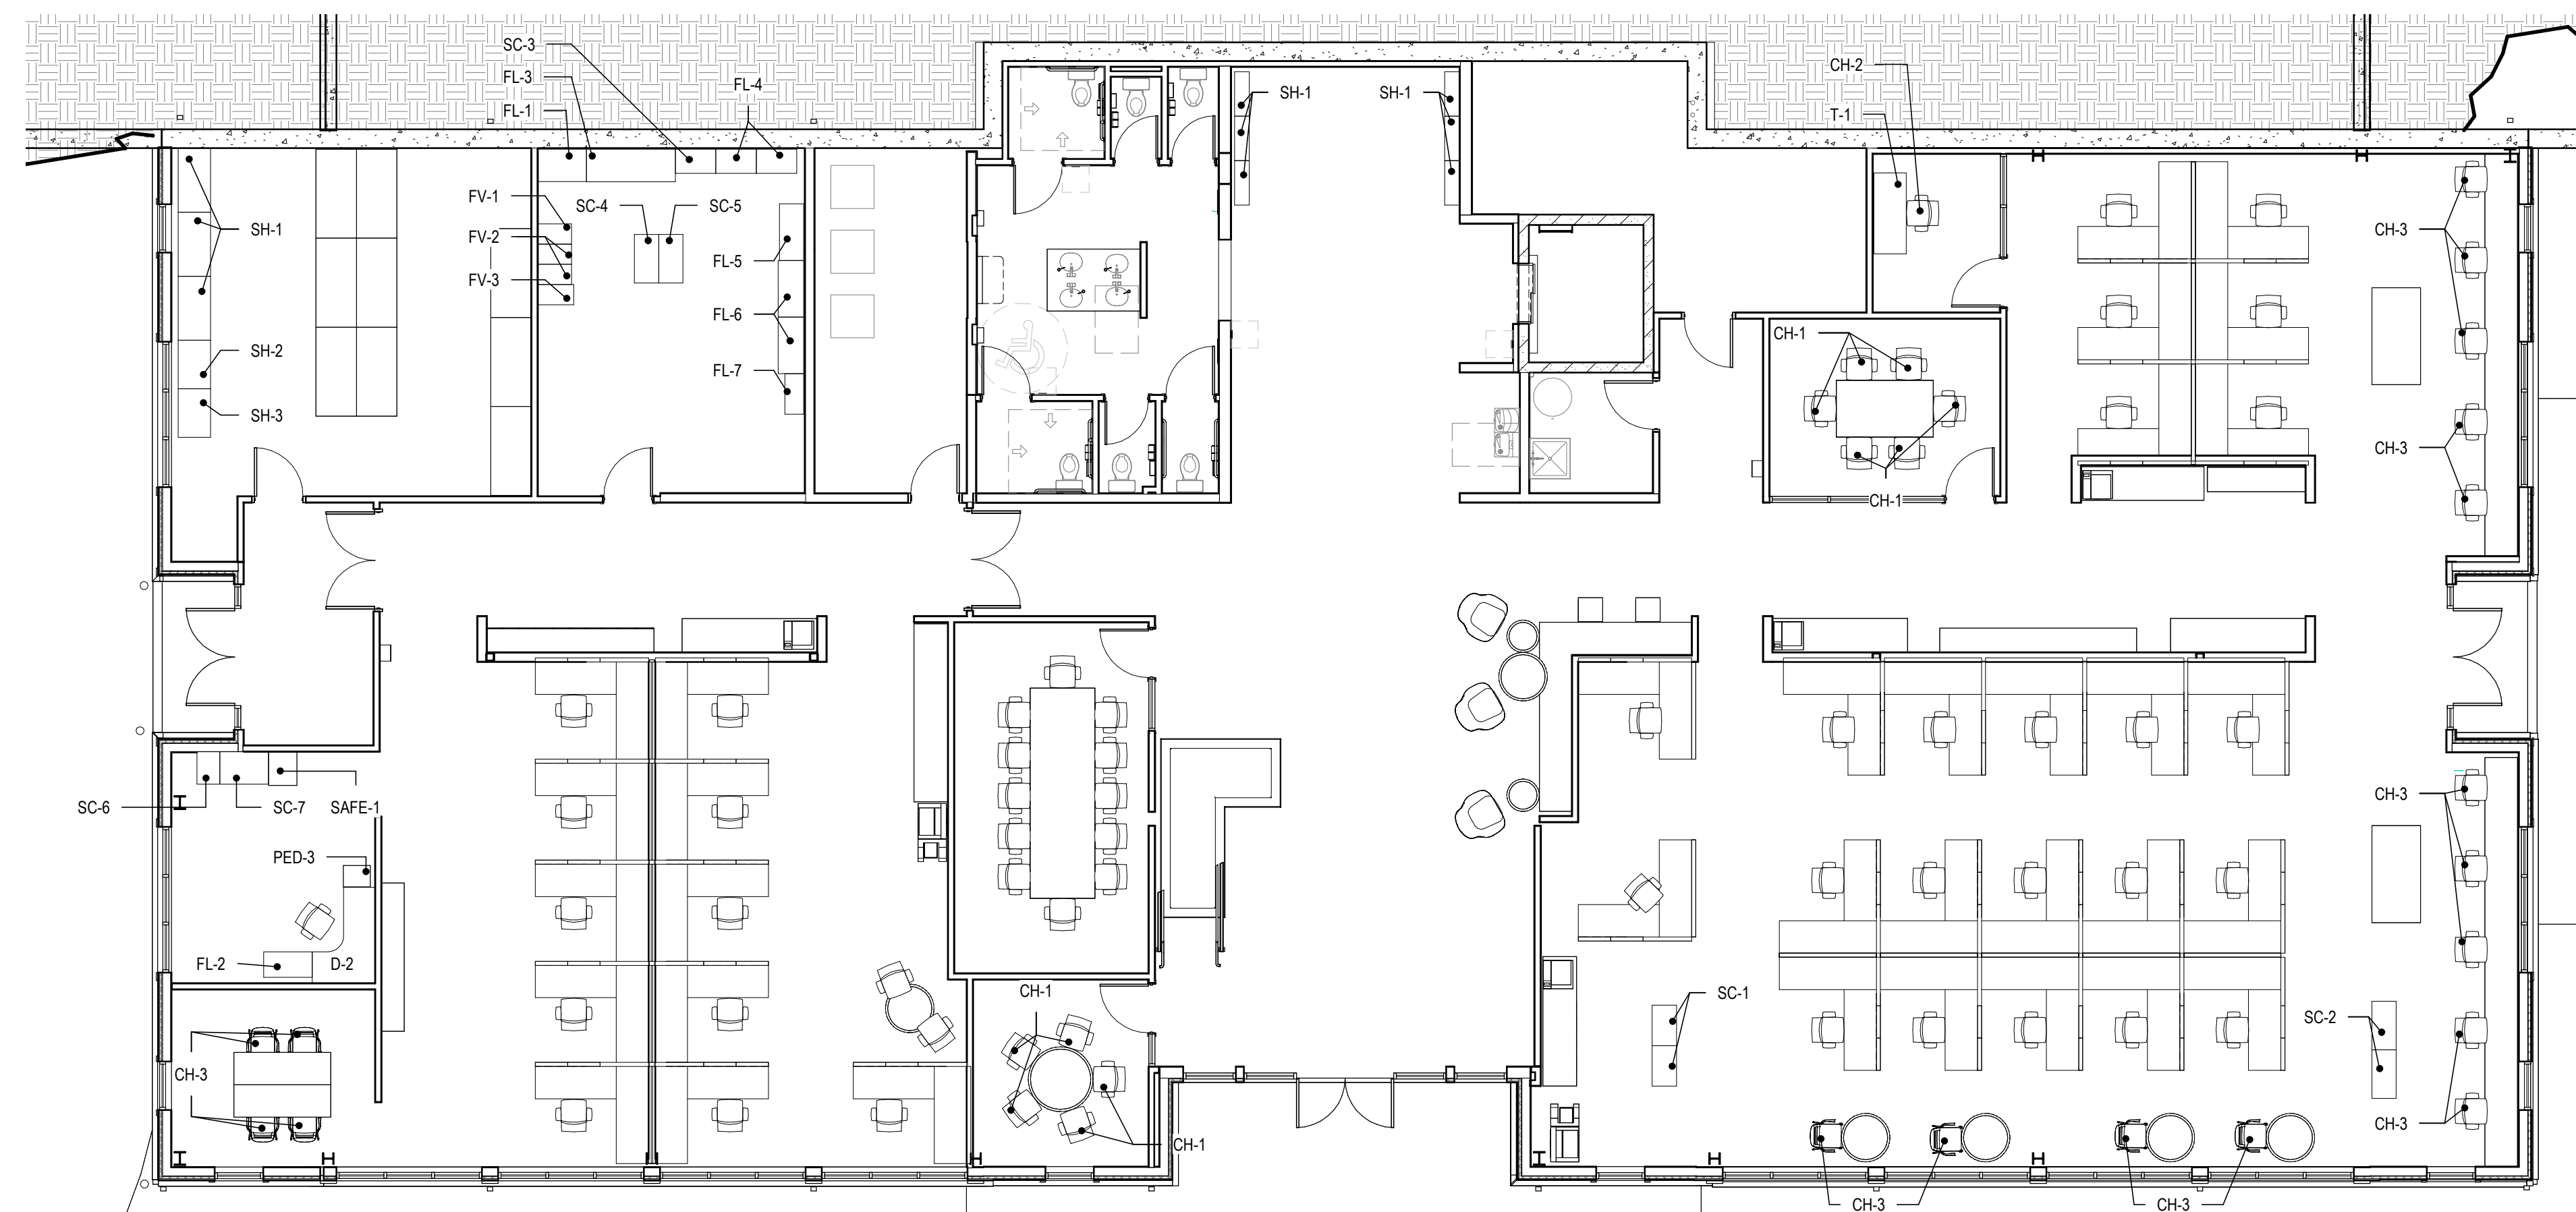 SC-3
CH-2
FL-3
FL-4
SH-1
SH-1
FL-1
T-1
FV-1
SC-4
SC-5
SH-1
CH-3
FV-2
FL-5
FV-3
FL-6
CH-1
SH-2
FL-7
SH-3
CH-3
CH-1
CH-3
SC-6
SC-7
SAFE-1
PED-3
FL-2
D-2
CH-1
SC-1
SC-2
CH-3
CH-3
CH-1
CH-3
CH-3